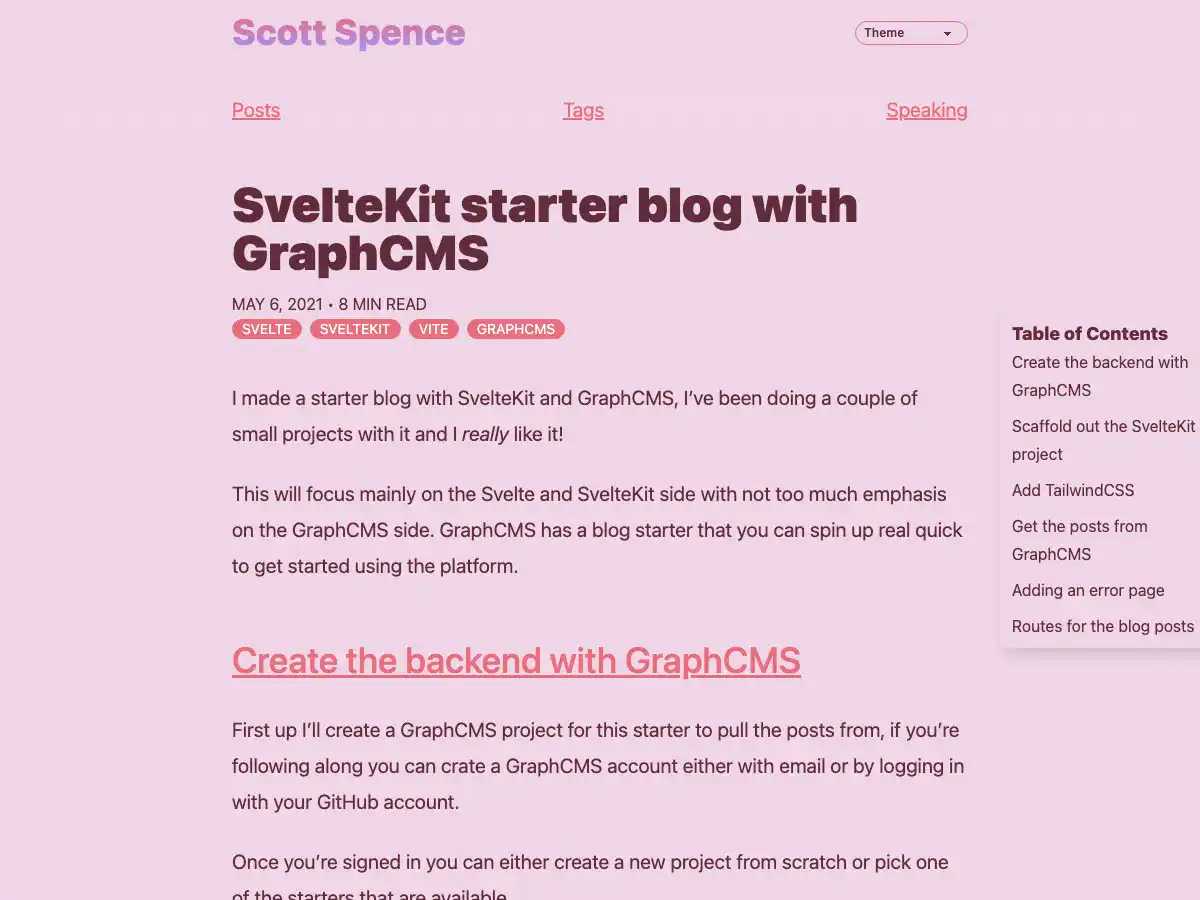 Scott Spence
Theme
Posts
Tags
Speaking
SvelteKit starter blog with
GraphCMS
MAY 6, 2021 • 8 MIN READ
SVELTE
SVELTEKIT
VITE
GRAPHCMS
I made a starter blog with SvelteKit and GraphCMS, I’ve been doing a couple of
small projects with it and I really like it!
This will focus mainly on the Svelte and SvelteKit side with not too much emphasis
on the GraphCMS side. GraphCMS has a blog starter that you can spin up real quick
to get started using the platform.
Create the backend with GraphCMS
First up I’ll create a GraphCMS project for this starter to pull the posts from, if you’re
following along you can crate a GraphCMS account either with email or by logging in
with your GitHub account.
Once you’re signed in you can either create a new project from scratch or pick one
of the starters that are available.
Table of Contents
Create the backend with
GraphCMS
Scaffold out the SvelteKit
project
Add TailwindCSS
Get the posts from
GraphCMS
Adding an error page
Routes for the blog posts